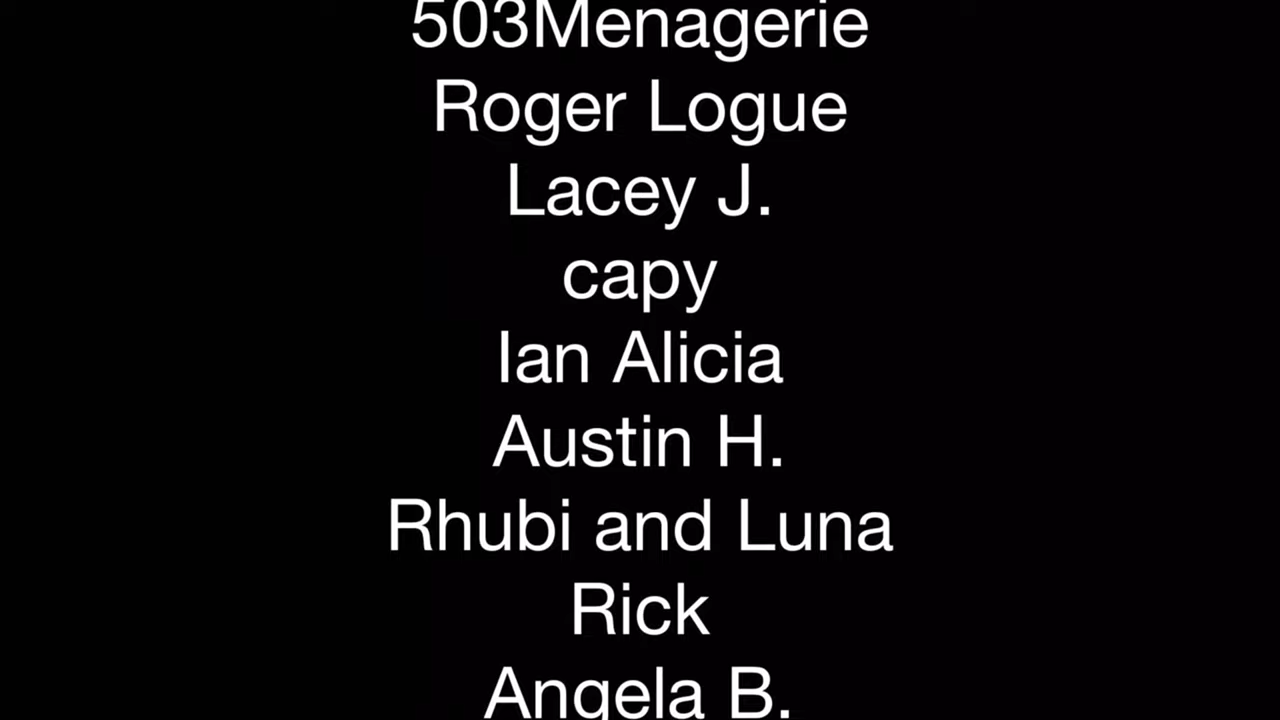 503Menagerie
Roger Logue
Lacey J.
capy
Ian Alicia
Austin H.
Rhubi and Luna
Rick
Angela B.